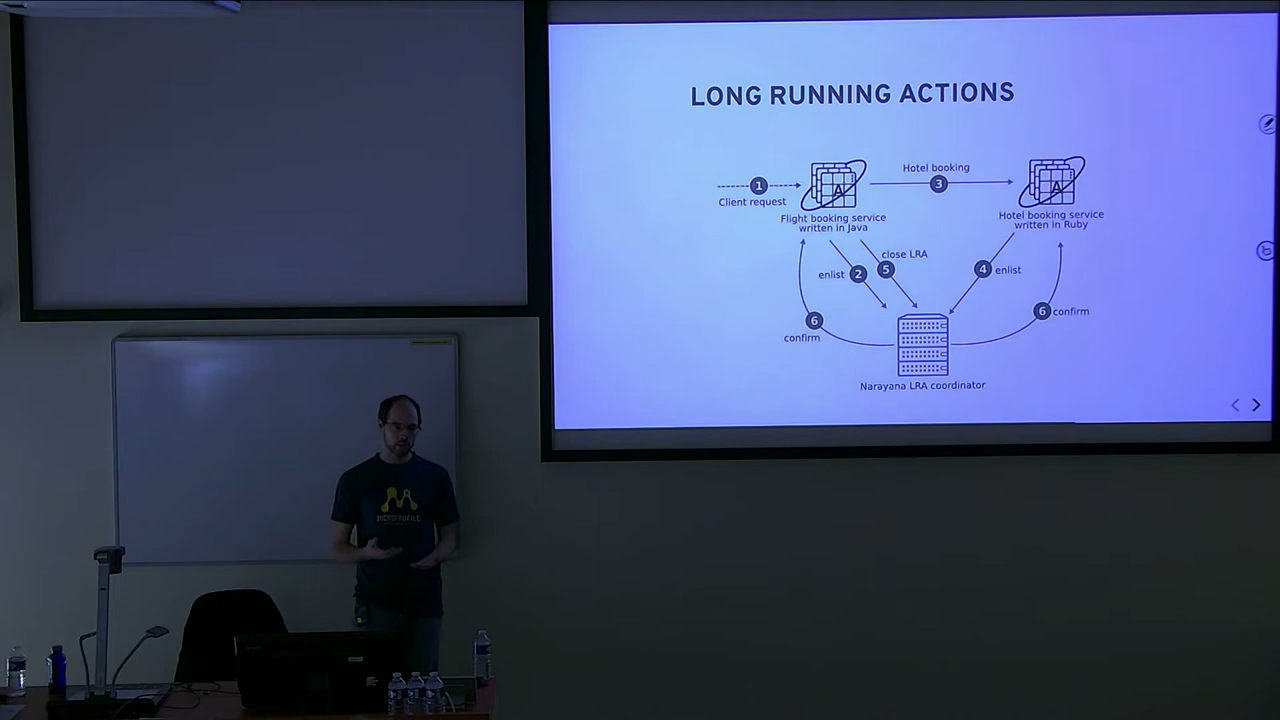 LONG RUNNING ACTIONS
Hotel booking
1
3
Client request
A
A
Flight booking service
written in Java
Hotel booking service
written in Ruby
close LRA
enlist
2
5
4
enlist
6
confirm
6
confirm
Narayana LRA coordinator
MICROPROFILE